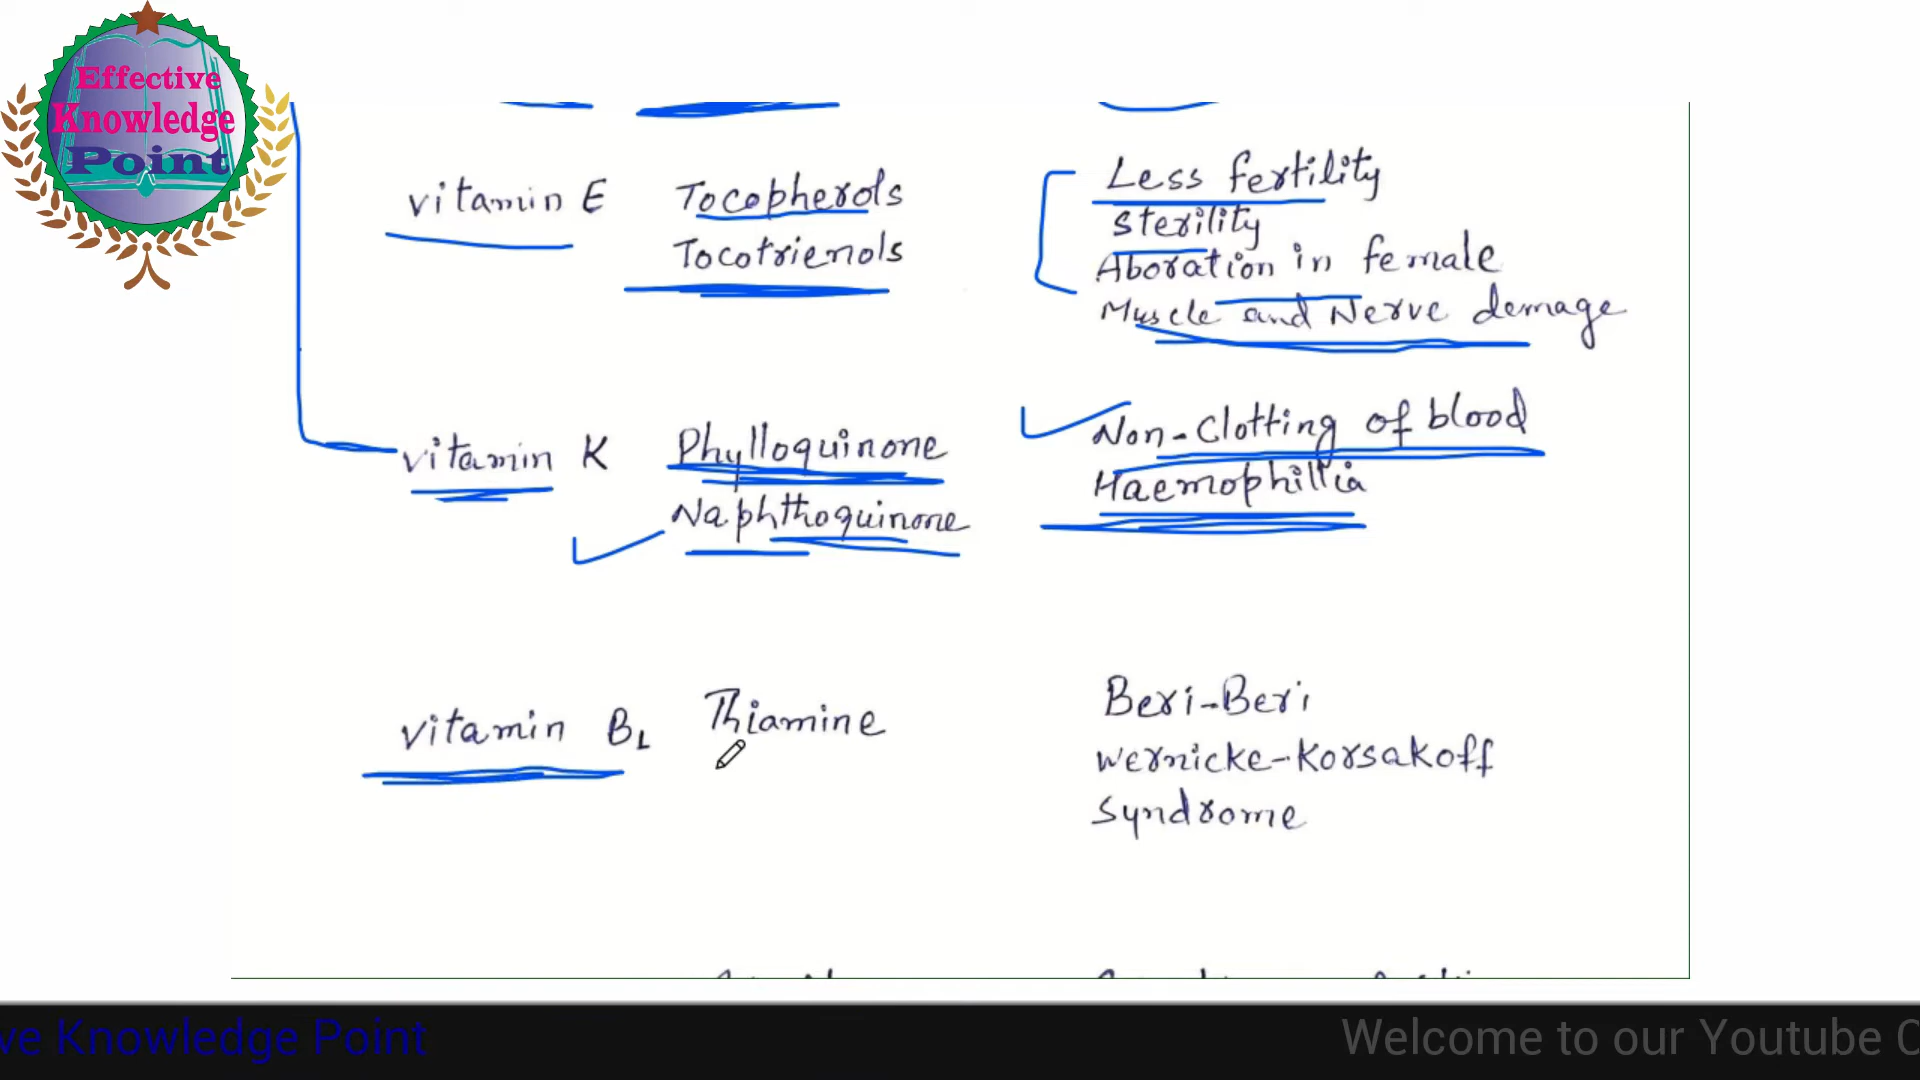 Effective
Knowledge
Point
Vitamin E Tocopherols
Tocotrienols
Less fertility
sterility
Aboration in female
Muscle and Nerve demage
Vitamin K Phylloquinone
Naphthoquinone
Non-Clotting of blood
Haemophillia
Vitamin B1 Thiamine
Beri-Beri
Wernicke-Korsakoff
Syndrome
ve Knowledge Point
Welcome to our Youtube C